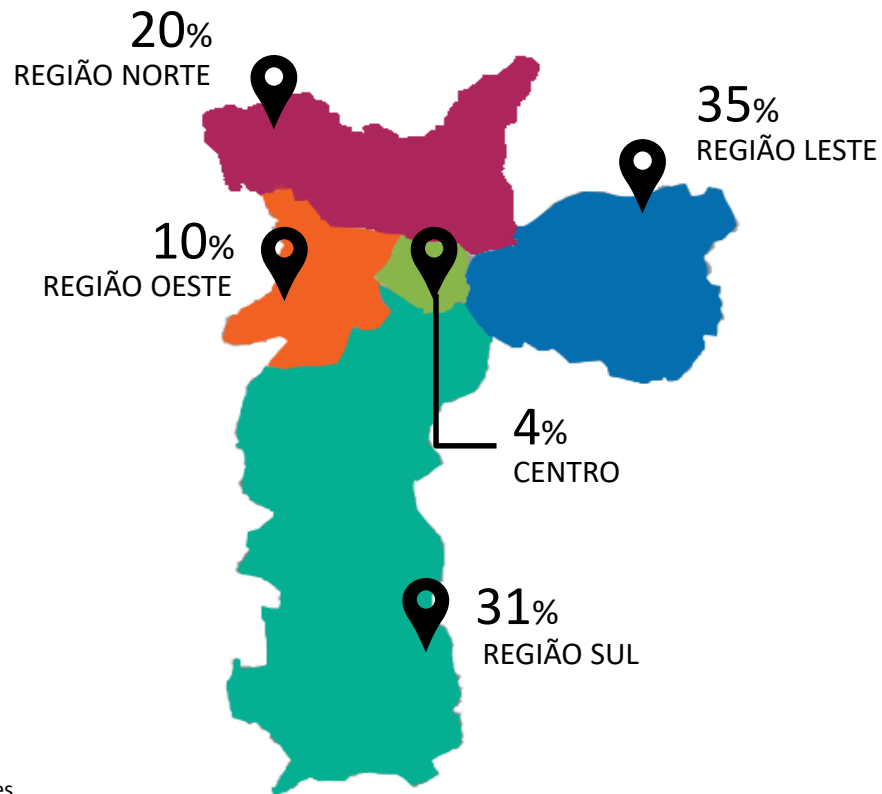 20%
REGIÃO NORTE
35%
REGIÃO LESTE
10%
REGIÃO OESTE
4%
CENTRO
31%
REGIÃO SUL